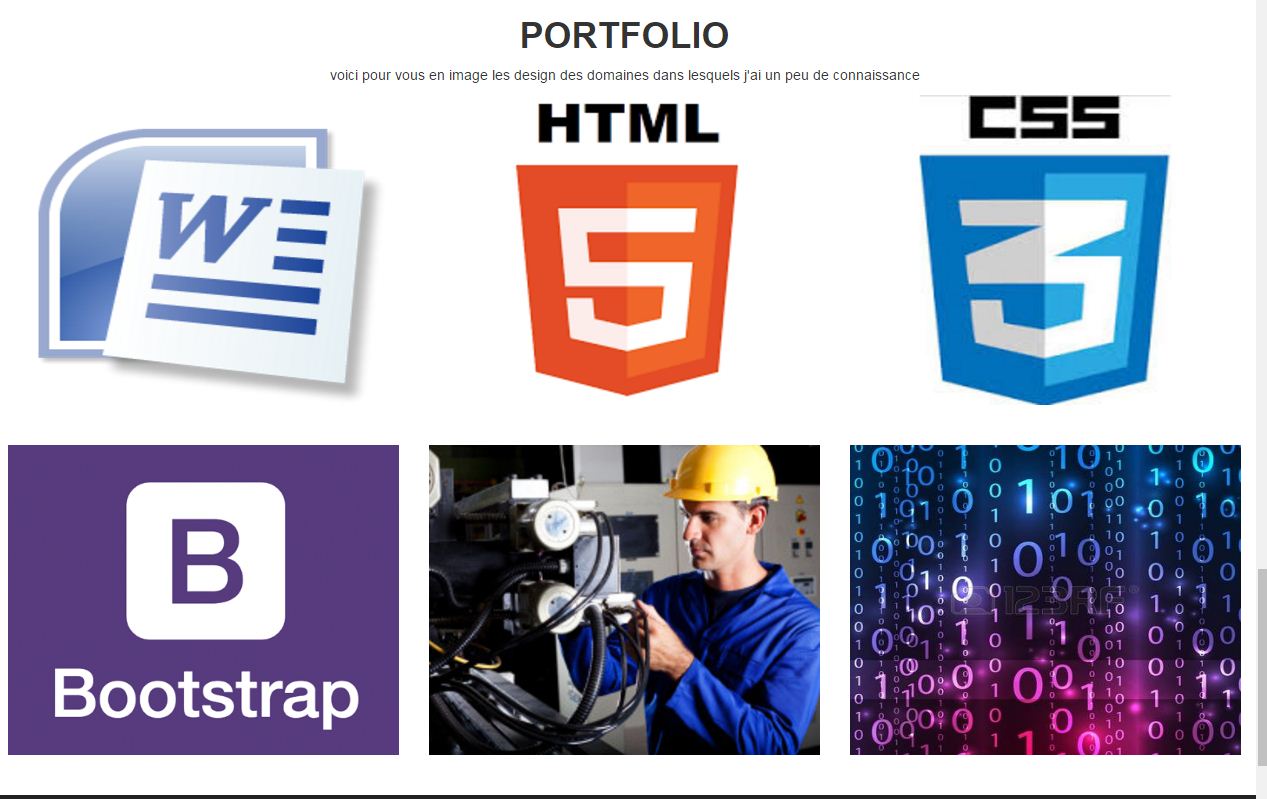 PORTFOLIO
voici pour vous en image les design des domaines dans lesquels j'ai un peu de connaissance
HTML
CSS
W
5
3
B
Bootstrap
123RF®